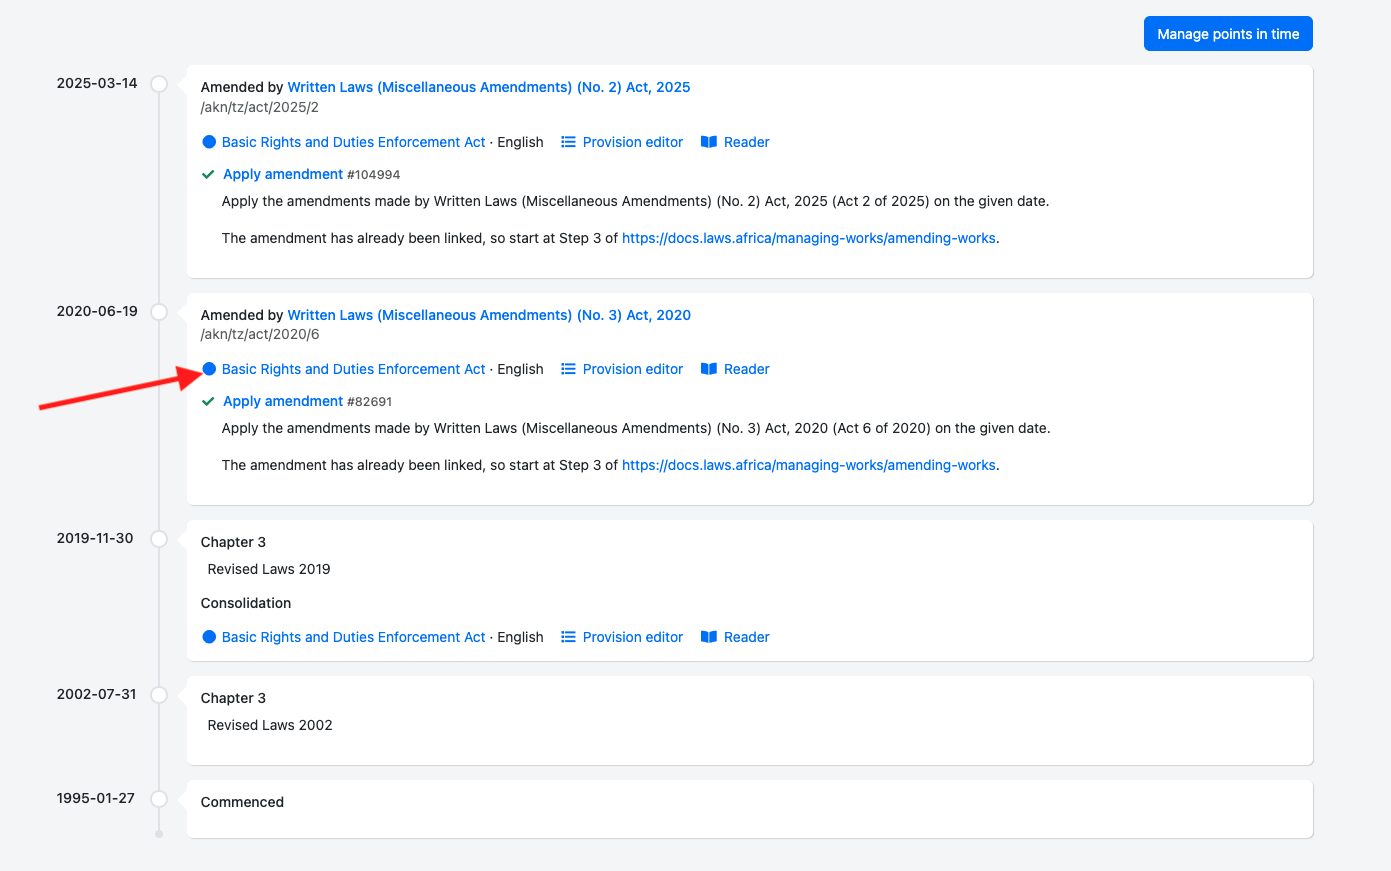 Manage points in time
2025-03-14
Amended by Written Laws (Miscellaneous Amendments) (No. 2) Act, 2025
/akn/tz/act/2025/2
Basic Rights and Duties Enforcement Act · English Provision editor Reader
Apply amendment #104994
Apply the amendments made by Written Laws (Miscellaneous Amendments) (No. 2) Act, 2025 (Act 2 of 2025) on the given date.
The amendment has already been linked, so start at Step 3 of https://docs.laws.africa/managing-works/amending-works.
2020-06-19
Amended by Written Laws (Miscellaneous Amendments) (No. 3) Act, 2020
/akn/tz/act/2020/6
Basic Rights and Duties Enforcement Act · English Provision editor Reader
Apply amendment #82691
Apply the amendments made by Written Laws (Miscellaneous Amendments) (No. 3) Act, 2020 (Act 6 of 2020) on the given date.
The amendment has already been linked, so start at Step 3 of https://docs.laws.africa/managing-works/amending-works.
2019-11-30
Chapter 3
Revised Laws 2019
Consolidation
Basic Rights and Duties Enforcement Act · English Provision editor Reader
2002-07-31
Chapter 3
Revised Laws 2002
1995-01-27
Commenced